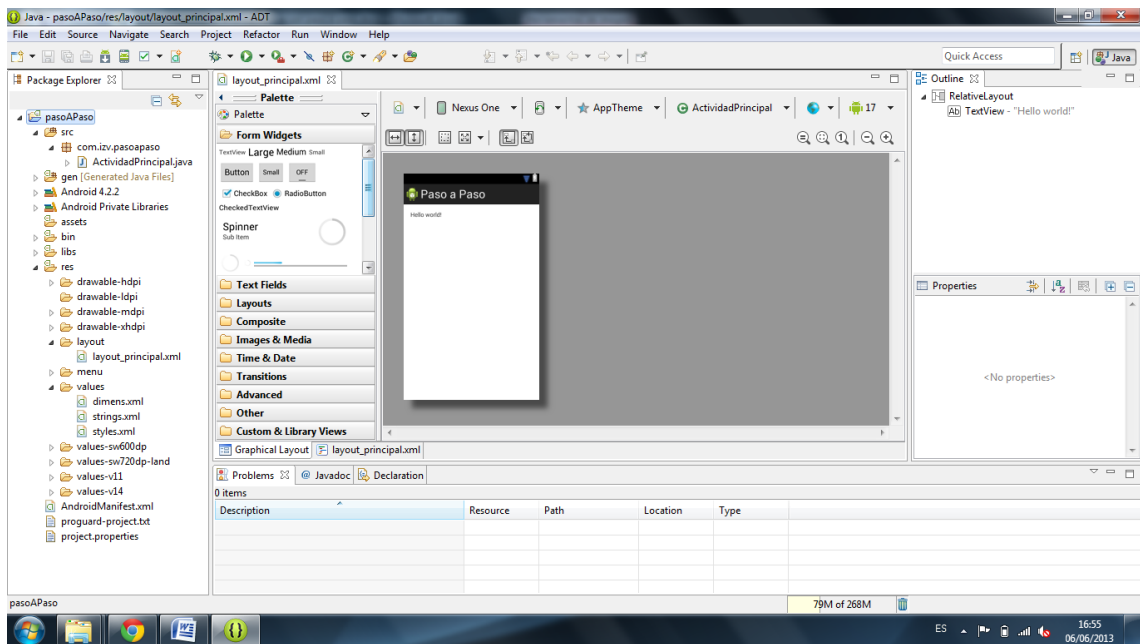 Java - pasoAPaso/res/layout/layout_principal.xml - ADT
File Edit Source Navigate Search Project Refactor Run Window Help
Quick Access
Java
Package Explorer
pasoAPaso
src
com.izv.pasoapaso
ActividadPrincipal.java
gen [Generated Java Files]
Android 4.2.2
Android Private Libraries
assets
bin
libs
res
drawable-hdpi
drawable-ldpi
drawable-mdpi
drawable-xhdpi
layout
layout_principal.xml
menu
values
dimens.xml
strings.xml
styles.xml
values-sw600dp
values-sw720dp-land
values-v11
values-v14
AndroidManifest.xml
proguard-project.txt
project.properties
layout_principal.xml
Palette
Palette
Form Widgets
TextView Large Medium Small
Button Small OFF
CheckBox RadioButton
CheckedTextView
Spinner
Sub Item
Text Fields
Layouts
Composite
Images & Media
Time & Date
Transitions
Advanced
Other
Custom & Library Views
Nexus One AppTheme ActividadPrincipal 17
Paso a Paso
Hello world!
Graphical Layout layout_principal.xml
Outline
RelativeLayout
Ab TextView - "Hello world!"
Properties
<No properties>
Problems @ Javadoc Declaration
0 items
Description Resource Path Location Type
pasoAPaso
79M of 268M
ES
16:55
06/06/2013